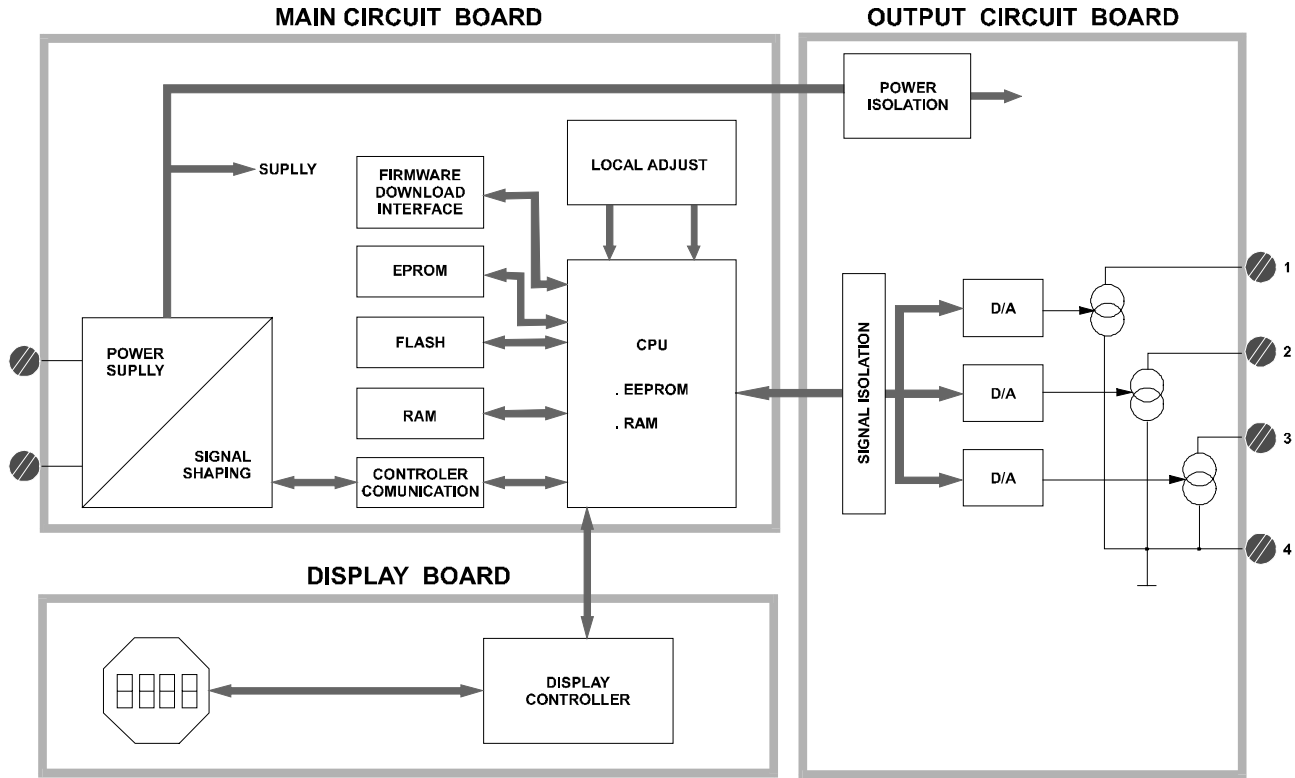 MAIN CIRCUIT BOARD
OUTPUT CIRCUIT BOARD
POWER
ISOLATION
SUPLLY
FIRMWARE
DOWNLOAD
INTERFACE
LOCAL ADJUST
EPROM
FLASH
RAM
CONTROLER
COMUNICATION
POWER
SUPLLY
SIGNAL
SHAPING
CPU
. EEPROM
. RAM
SIGNAL ISOLATION
D/A
D/A
D/A
1
2
3
4
DISPLAY BOARD
DISPLAY
CONTROLLER